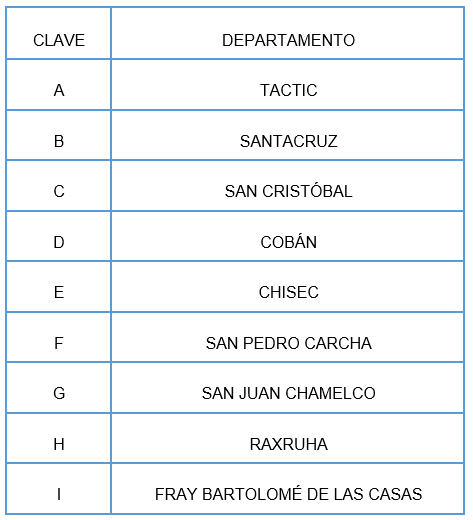 CLAVE DEPARTAMENTO
A TACTIC
B SANTACRUZ
C SAN CRISTÓBAL
D COBÁN
E CHISEC
F SAN PEDRO CARCHA
G SAN JUAN CHAMELCO
H RAXRUHA
I FRAY BARTOLOMÉ DE LAS CASAS